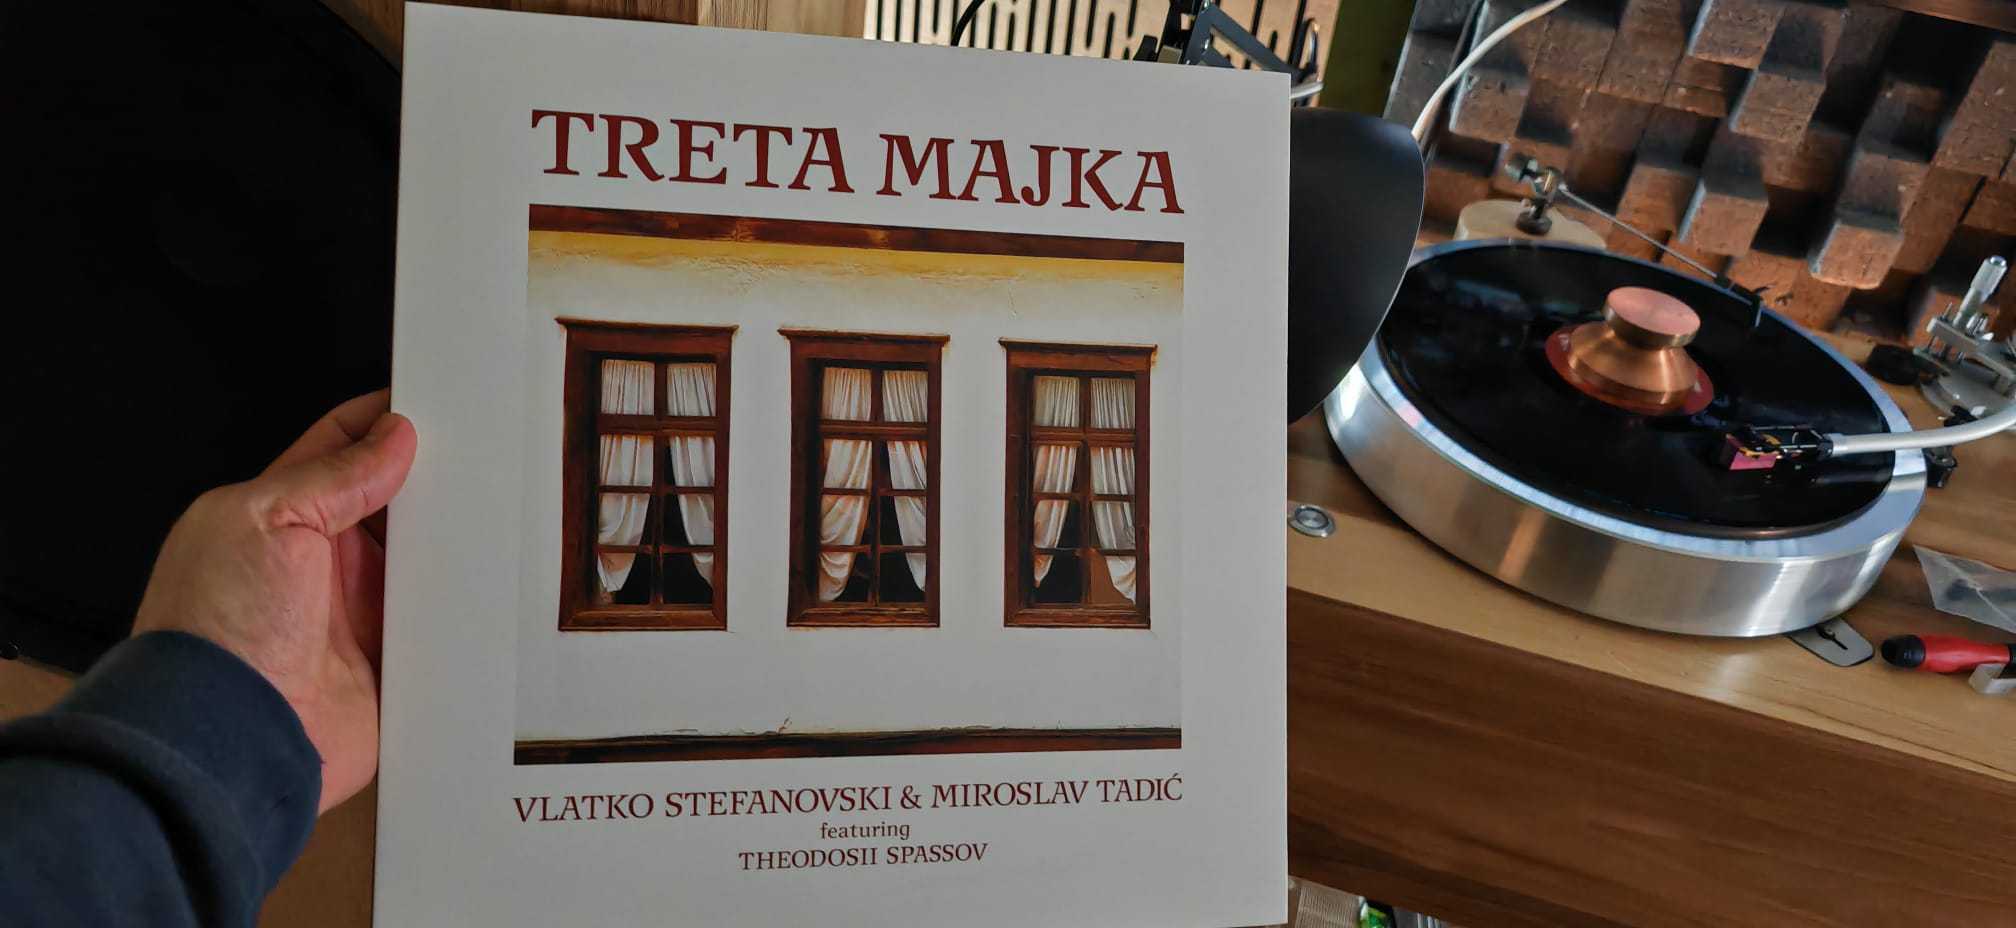 TRETA MAJKA
VLATKO STEFANOVSKI & MIROSLAV TADIĆ
featuring
THEODOSII SPASSOV